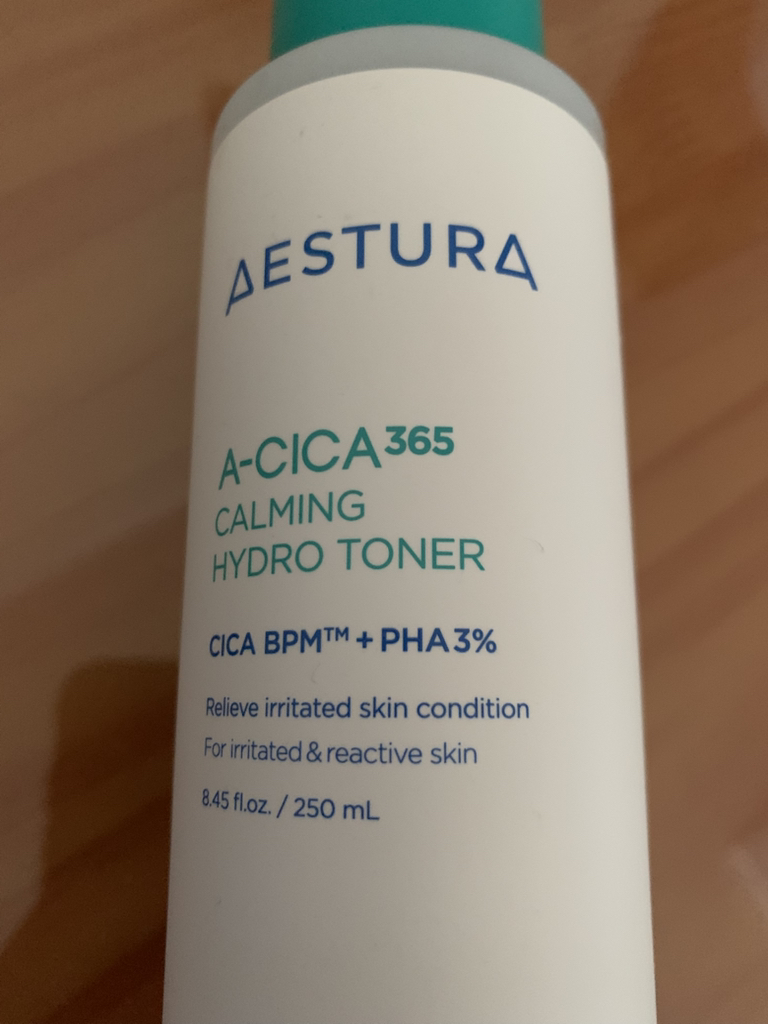 AESTURA
A-CICA³⁶⁵
CALMING
HYDRO TONER
CICA BPM™ + PHA 3%
Relieve irritated skin condition
For irritated & reactive skin
8.45 fl.oz. / 250 mL